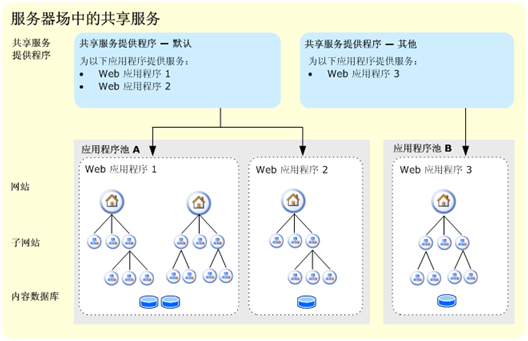 服务器场中的共享服务
共享服务
提供程序
共享服务提供程序 — 默认
为以下应用程序提供服务：
• Web 应用程序 1
• Web 应用程序 2
共享服务提供程序 — 其他
为以下应用程序提供服务：
• Web 应用程序 3
应用程序池 A
应用程序池 B
Web 应用程序 1
Web 应用程序 2
Web 应用程序 3
网站
子网站
内容数据库